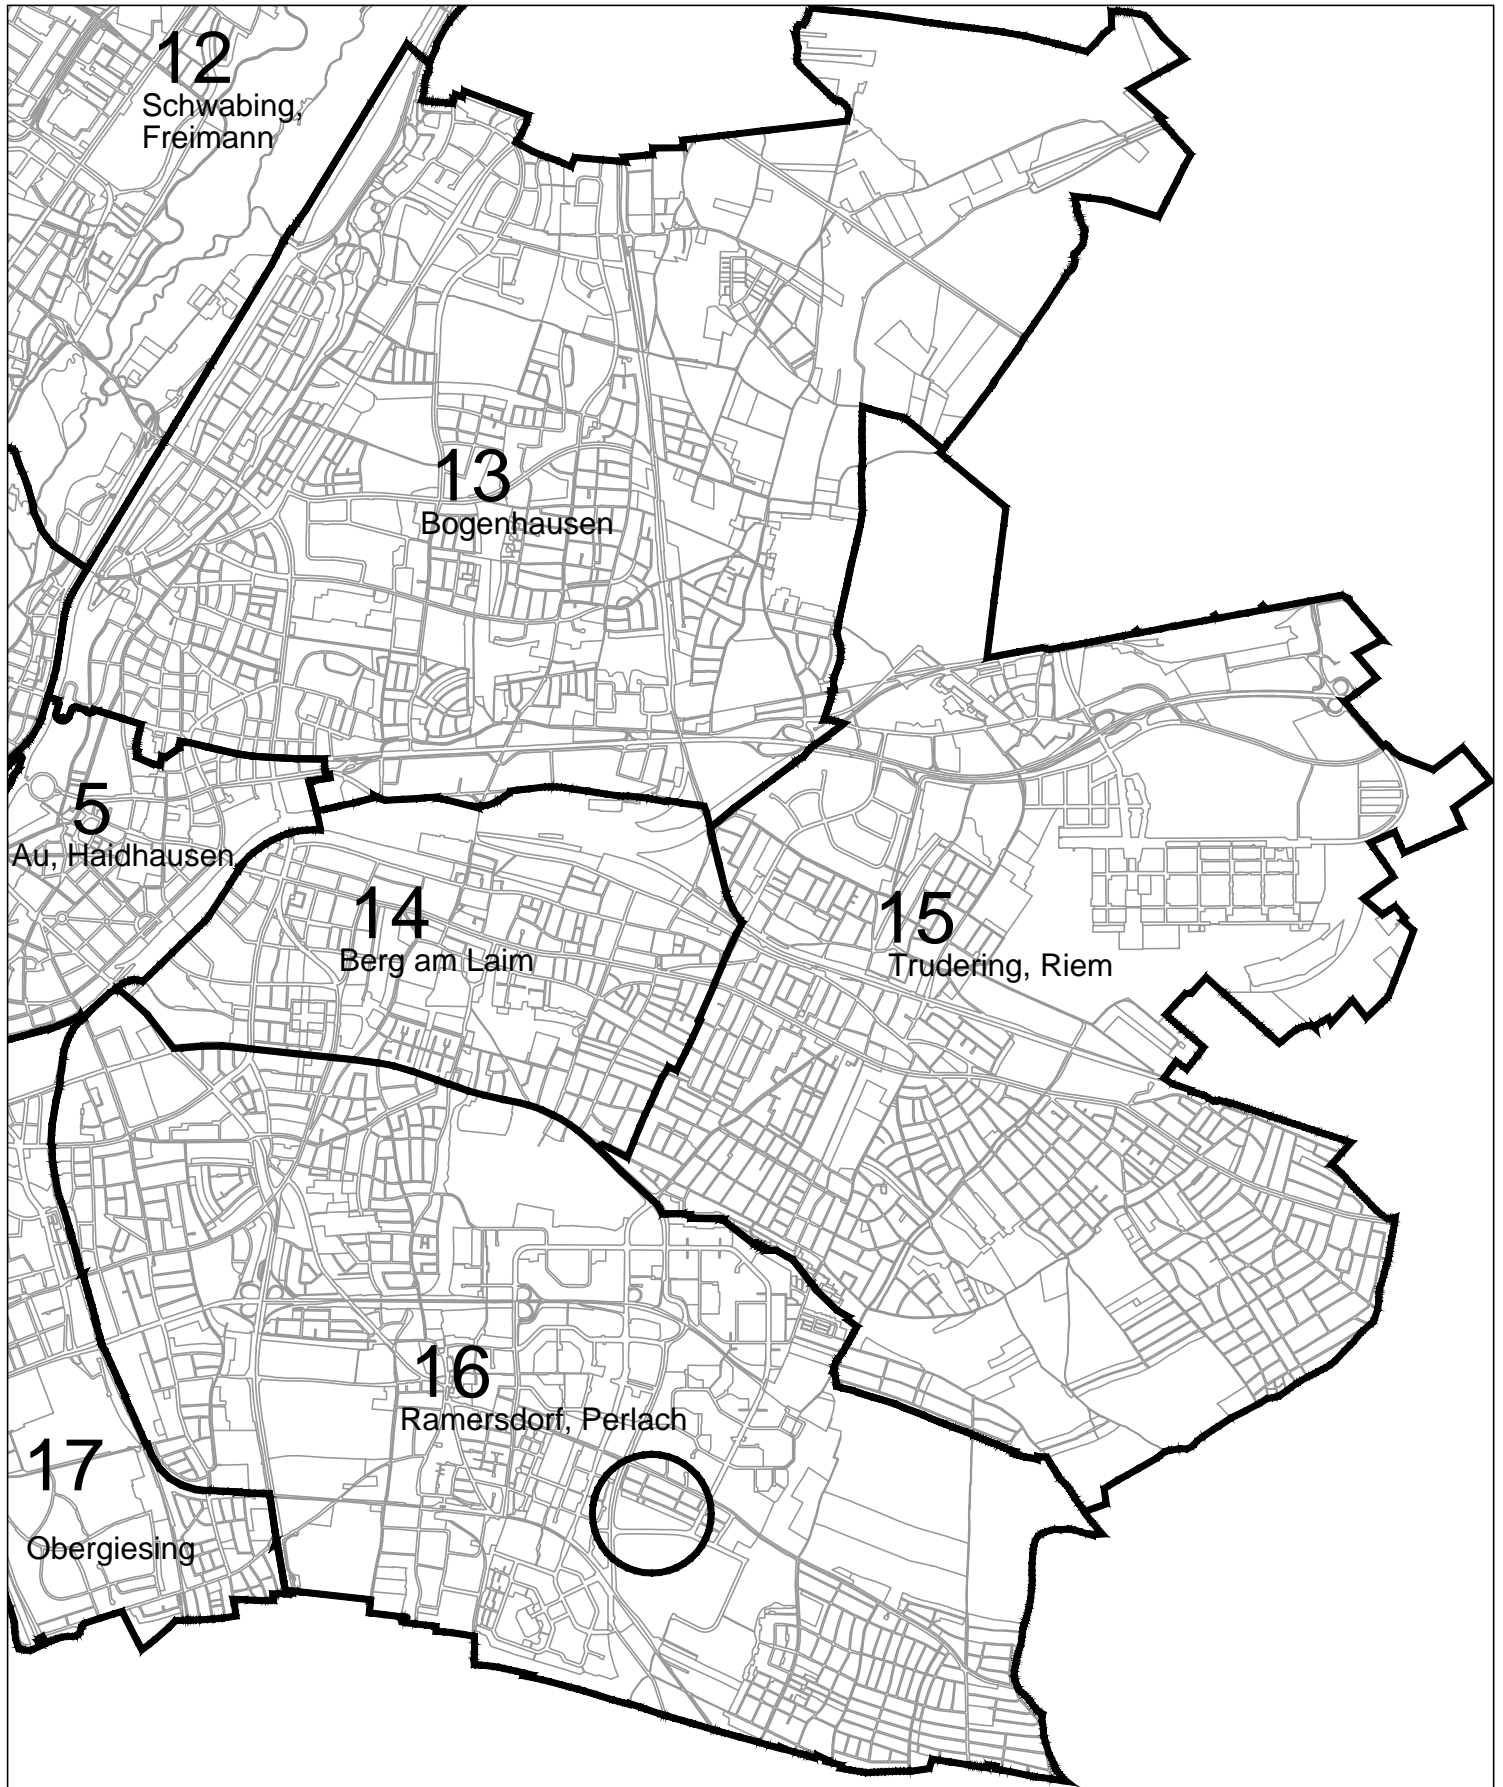 12
Schwabing,
Freimann
13
Bogenhausen
5
Au, Haidhausen
14
Berg am Laim
15
Trudering, Riem
16
Ramersdorf, Perlach
17
Obergiesing